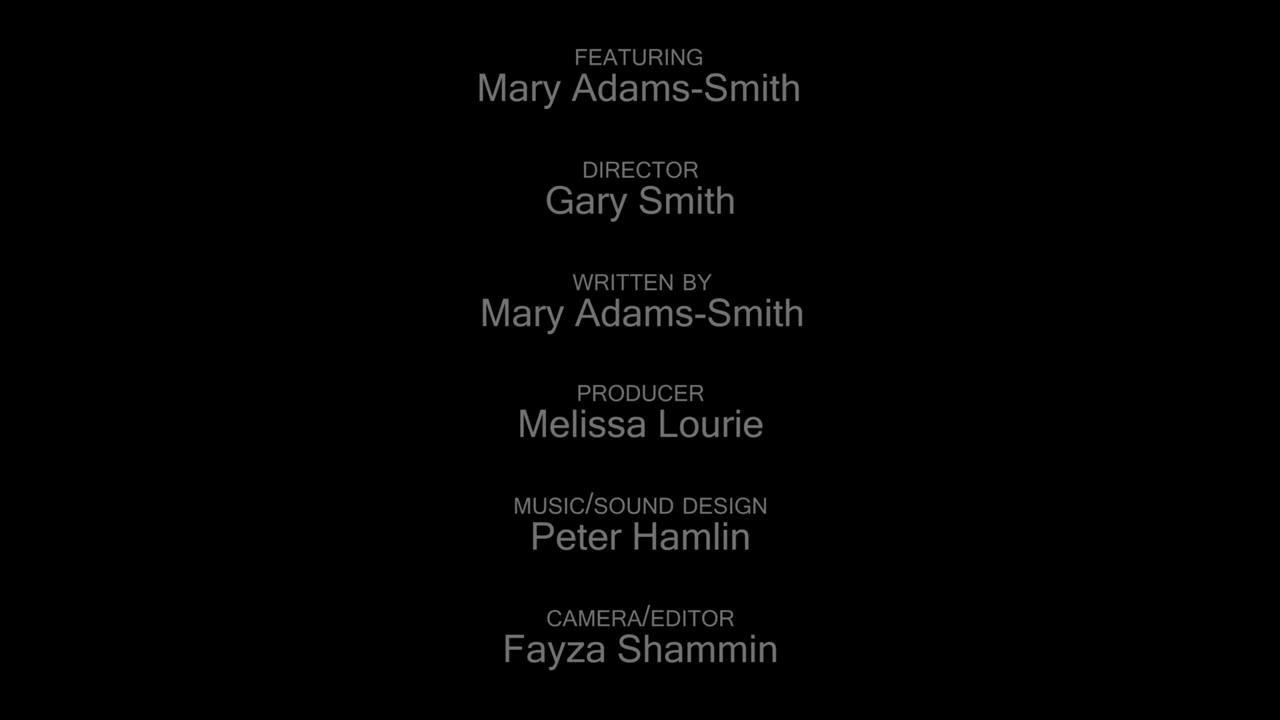 FEATURING
Mary Adams-Smith
DIRECTOR
Gary Smith
WRITTEN BY
Mary Adams-Smith
PRODUCER
Melissa Lourie
MUSIC/SOUND DESIGN
Peter Hamlin
CAMERA/EDITOR
Fayza Shammin